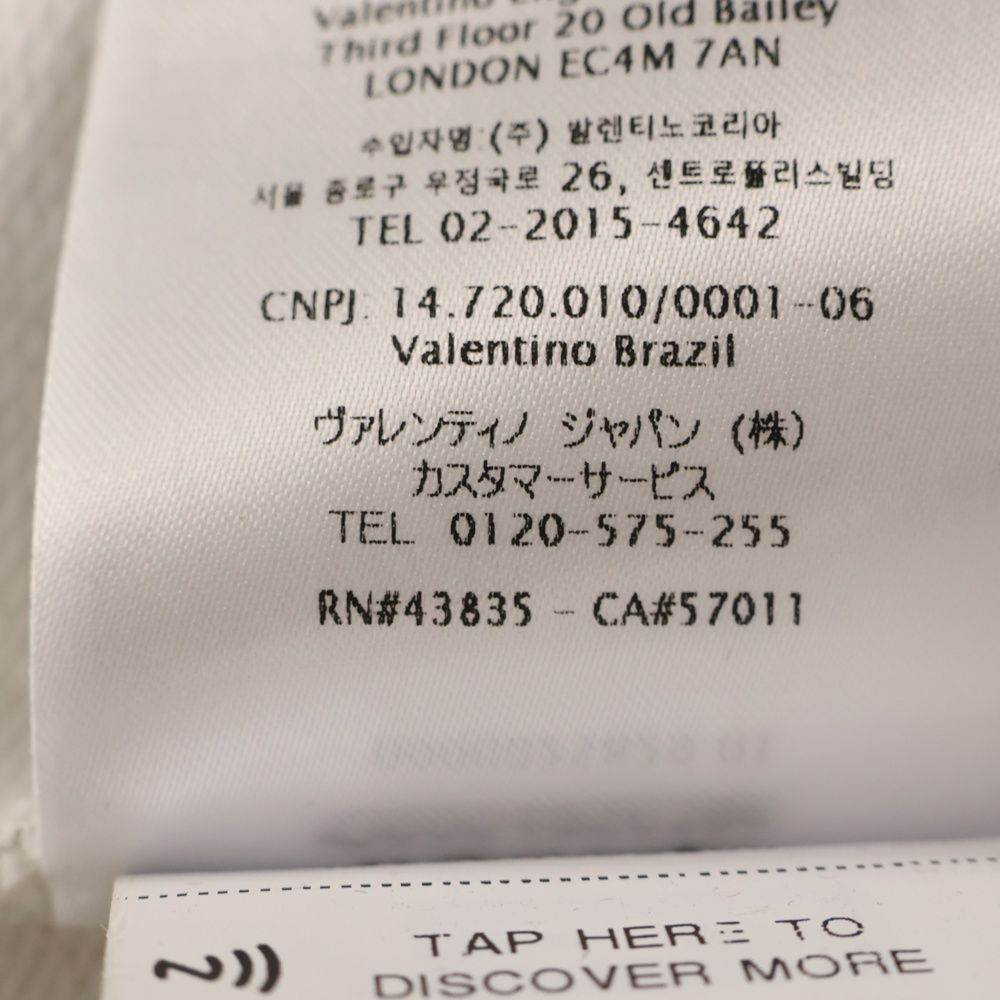 Valentino
Third Floor 20 Old Bailey
LONDON EC4M 7AN
수입자명:(주) 발렌티노코리아
서울 종로구 우정국로 26, 센트로폴리스빌딩
TEL 02-2015-4642
CNPJ: 14.720.010/0001-06
Valentino Brazil
ヴァレンティノ ジャパン (株)
カスタマーサービス
TEL 0120-575-255
RN#43835 - CA#57011
TAP HERE TO
DISCOVER MORE